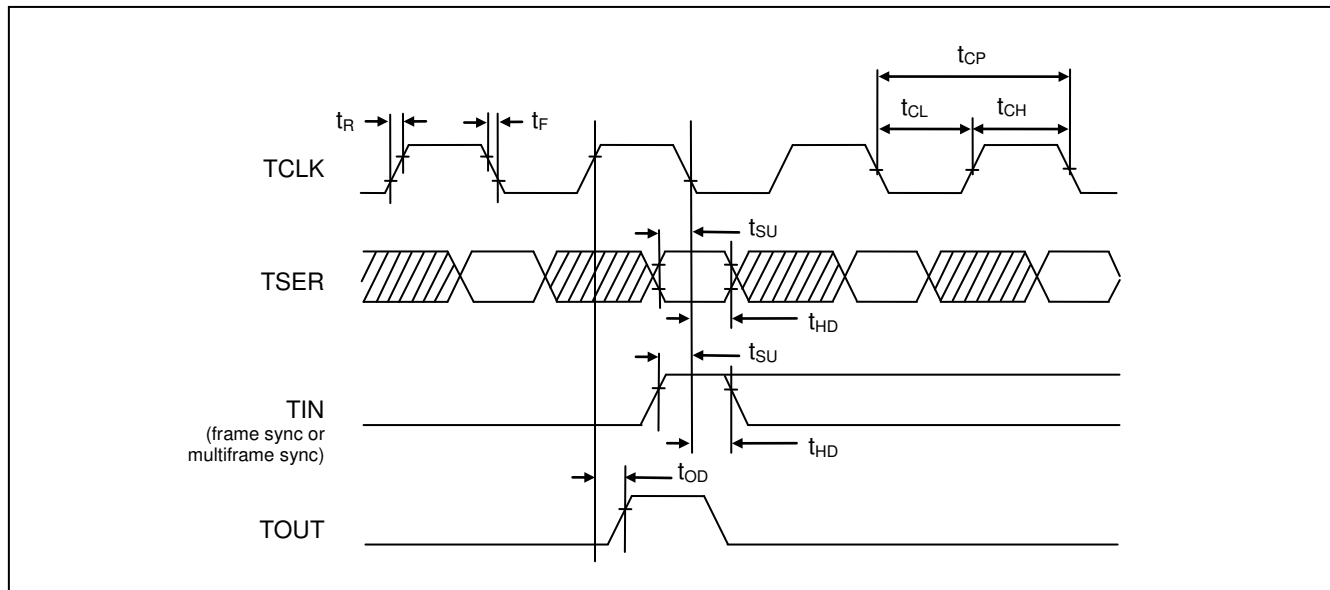 tCP
tCL tCH
tR tF
TCLK
tSU
TSER
tHD
tSU
TIN
(frame sync or
multiframe sync)
tHD
tOD
TOUT